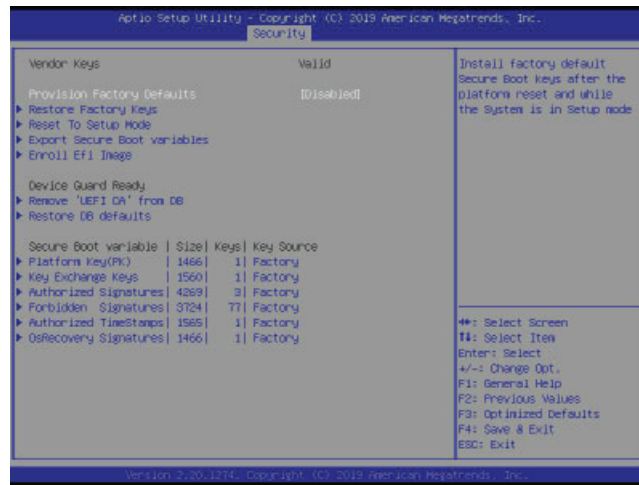 Aptio Setup Utility - Copyright (C) 2019 American Megatrends, Inc.
Security
Vendor Keys Valid
Provision Factory Defaults [Disabled]
Restore Factory Keys
Reset To Setup Mode
Export Secure Boot variables
Enroll Efi Image
Device Guard Ready
Remove 'UEFI CA' from DB
Restore DB defaults
Secure Boot variable | Size| Keys| Key Source
Platform Key(PK) | 1466| 1| Factory
Key Exchange Keys | 1560| 1| Factory
Authorized Signatures| 4269| 3| Factory
Forbidden Signatures| 3724| 77| Factory
Authorized TimeStamps| 1565| 1| Factory
OsRecovery Signatures| 1466| 1| Factory
Install factory default
Secure Boot keys after the
platform reset and while
the System is in Setup mode
→←: Select Screen
↑↓: Select Item
Enter: Select
+/-: Change Opt.
F1: General Help
F2: Previous Values
F3: Optimized Defaults
F4: Save & Exit
ESC: Exit
Version 2.20.1274. Copyright (C) 2019 American Megatrends, Inc.